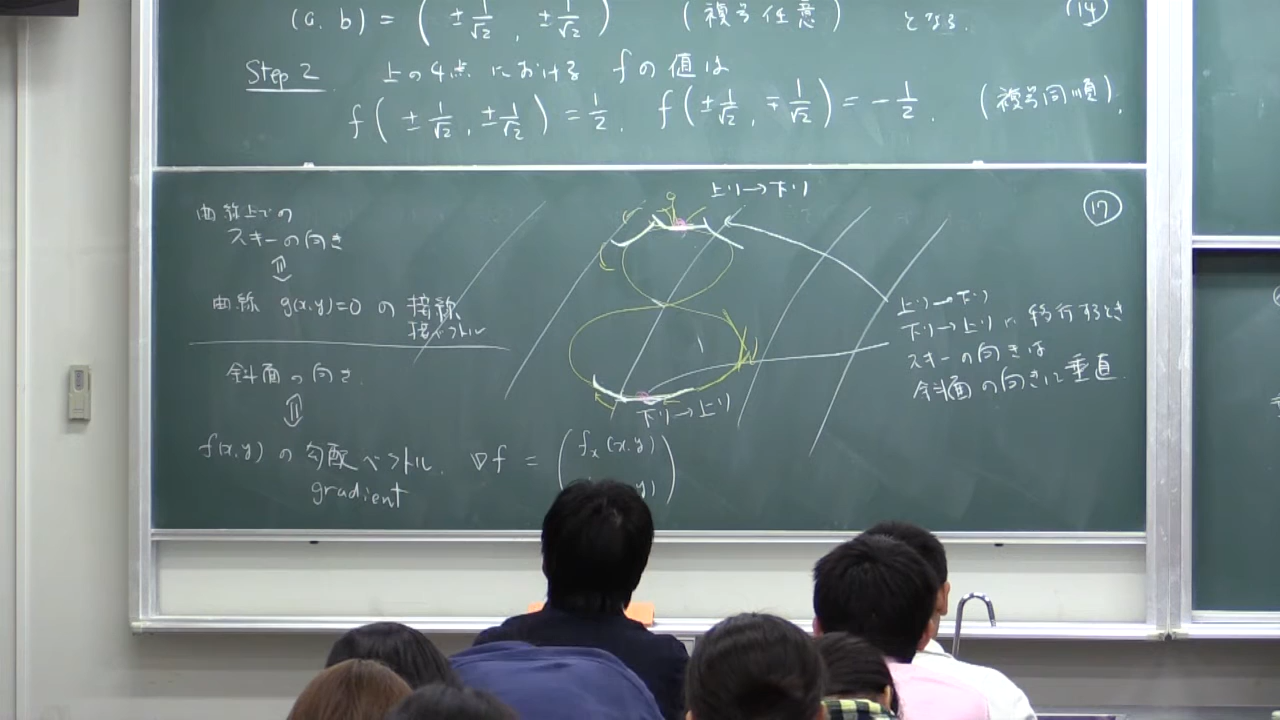 (a, b) = ( ±1/√2 , ±1/√2 ) (複号任意) となる. ⑭
Step 2 上の4点における fの値は
f( ±1/√2 , ±1/√2 ) = 1/2. f( ±1/√2 , ∓1/√2 ) = -1/2. (複号同順).
⑰
曲線上での
スキーの向き
⇓
曲線 g(x,y)=0 の 接線
接ベクトル
斜面の向き
⇓
f(x,y) の 勾配ベクトル. ∇f = ( f_x(x,y)
gradient
上り→下り
下り→上り
上り→下り
下り→上り に 移行するとき
スキーの向きは
斜面の向きに垂直